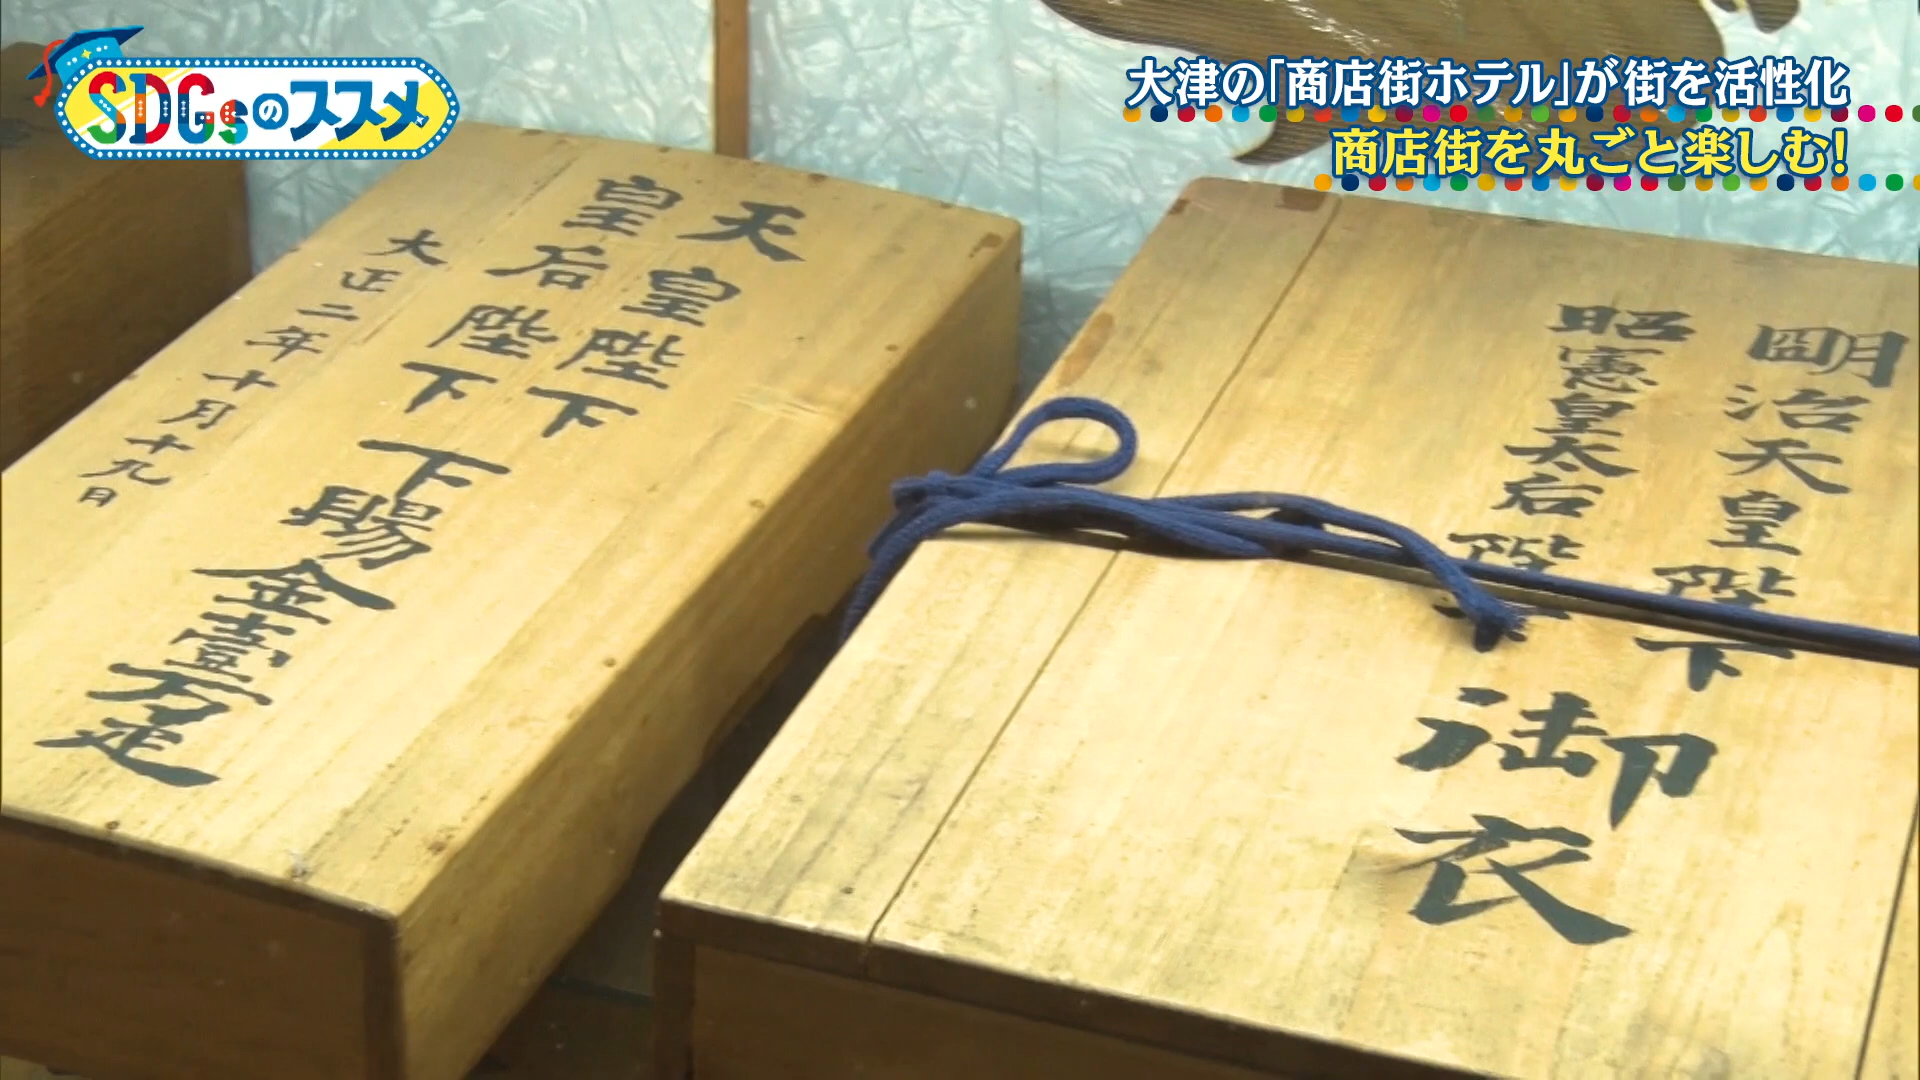 SDGsのススメ
大津の「商店街ホテル」が街を活性化
商店街を丸ごと楽しむ!
天皇陛下
皇后陛下
下賜金壹万疋
大正二年十月十九日
明治天皇陛下
昭憲皇太后陛
御衣